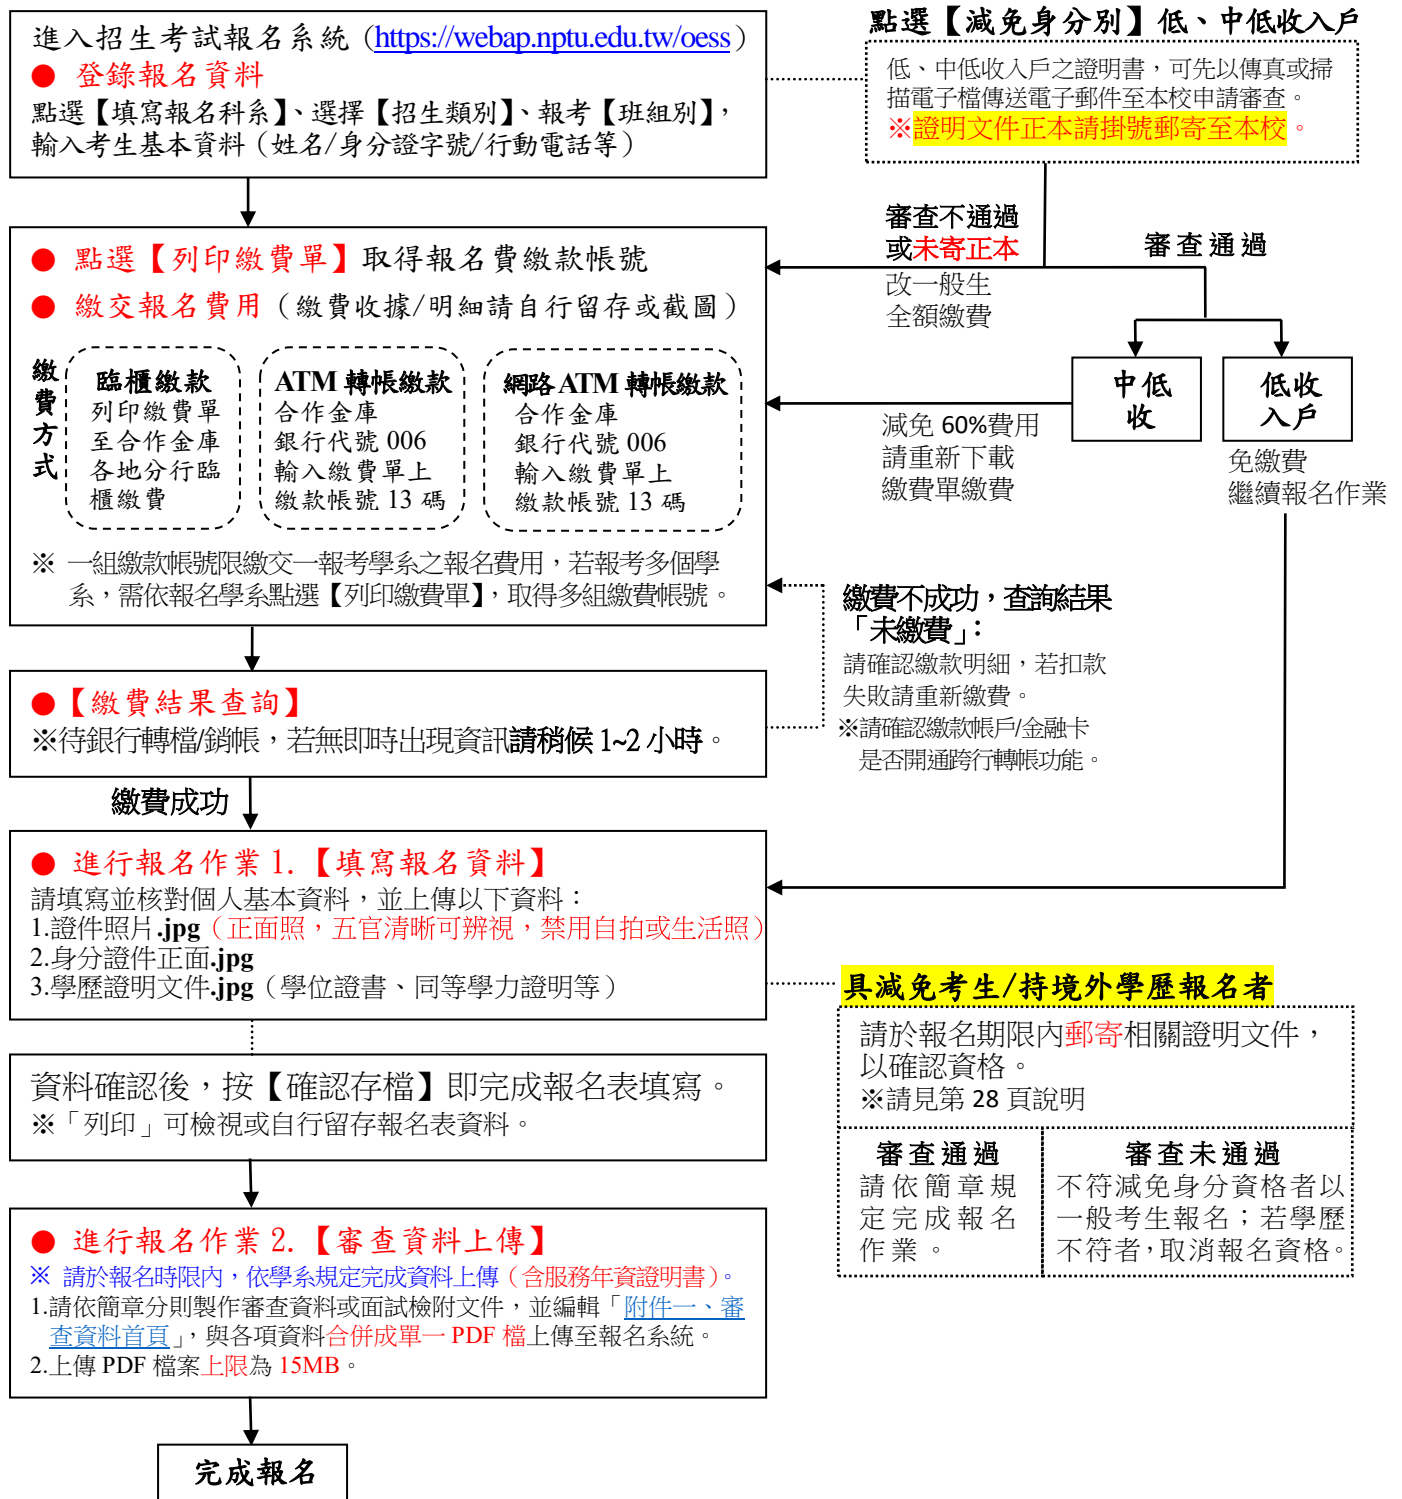 進入招生考試報名系統 (https://webap.nptu.edu.tw/oess)
● 登錄報名資料
點選【填寫報名科系】、選擇【招生類別】、報考【班組別】，
輸入考生基本資料（姓名/身分證字號/行動電話等）
點選【減免身分別】低、中低收入戶
低、中低收入戶之證明書，可先以傳真或掃
描電子檔傳送電子郵件至本校申請審查。
※證明文件正本請掛號郵寄至本校。
審查不通過
或未寄正本
改一般生
全額繳費
審查通過
● 點選【列印繳費單】取得報名費繳款帳號
● 繳交報名費用（繳費收據/明細請自行留存或截圖）
繳費方式
臨櫃繳款
列印繳費單
至合作金庫
各地分行臨
櫃繳費
ATM 轉帳繳款
合作金庫
銀行代號 006
輸入繳費單上
繳款帳號 13 碼
網路 ATM 轉帳繳款
合作金庫
銀行代號 006
輸入繳費單上
繳款帳號 13 碼
※ 一組繳款帳號限繳交一報考學系之報名費用，若報考多個學
系，需依報名學系點選【列印繳費單】，取得多組繳費帳號。
中低
收
低收
入戶
減免 60%費用
請重新下載
繳費單繳費
免繳費
繼續報名作業
繳費不成功，查詢結果
「未繳費」：
請確認繳款明細，若扣款
失敗請重新繳費。
※請確認繳款帳戶/金融卡
是否開通跨行轉帳功能。
●【繳費結果查詢】
※待銀行轉檔/銷帳，若無即時出現資訊請稍候 1~2 小時。
繳費成功
● 進行報名作業 1.【填寫報名資料】
請填寫並核對個人基本資料，並上傳以下資料：
1.證件照片.jpg（正面照，五官清晰可辨視，禁用自拍或生活照）
2.身分證件正面.jpg
3.學歷證明文件.jpg（學位證書、同等學力證明等）
具減免考生/持境外學歷報名者
請於報名期限內郵寄相關證明文件，
以確認資格。
※請見第 28 頁說明
審查通過
請依簡章規
定完成報名
作業。
審查未通過
不符減免身分資格者以
一般考生報名；若學歷
不符者，取消報名資格。
資料確認後，按【確認存檔】即完成報名表填寫。
※「列印」可檢視或自行留存報名表資料。
● 進行報名作業 2.【審查資料上傳】
※ 請於報名時限內，依學系規定完成資料上傳（含服務年資證明書）。
1.請依簡章分則製作審查資料或面試檢附文件，並編輯「附件一、審
查資料首頁」，與各項資料合併成單一 PDF 檔上傳至報名系統。
2.上傳 PDF 檔案上限為 15MB。
完成報名